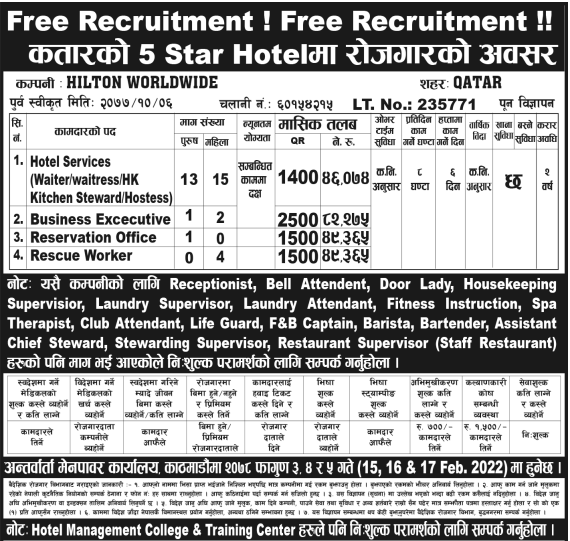 Free Recruitment ! Free Recruitment !!
कतारको 5 Star Hotelमा रोजगारको अवसर
कम्पनी : HILTON WORLDWIDE शहर: QATAR
पुर्व स्वीकृत मिति: २०७७/१०/०६ चलानी नं.: ६०१५४२१५ LT. No.: 235771 पून विज्ञापन
सि. नं. कामदारको पद माग संख्या पुरुष महिला न्यूनतम योग्यता मासिक तलब QR ने. रु. ओभर टाईम सुविधा प्रतिदिन काम गर्ने घण्टा हप्तामा काम गर्ने दिन वार्षिक विदा खाना सुविधा बस्ने सुविधा करार अवधि
1. Hotel Services (Waiter/waitress/HK Kitchen Steward/Hostess) 13 15 सम्बन्धित काममा दक्ष 1400 ४६,०७४ क.नि. अनुसार ८ घण्टा ६ दिन क.नि. अनुसार छ २ वर्ष
2. Business Excecutive 1 2 2500 ८२,२७५
3. Reservation Office 1 0 1500 ४९,३६५
4. Rescue Worker 0 4 1500 ४९,३६५
नोट: यसै कम्पनीको लागि Receptionist, Bell Attendent, Door Lady, Housekeeping
Supervisior, Laundry Supervisor, Laundry Attendant, Fitness Instruction, Spa
Therapist, Club Attendant, Life Guard, F&B Captain, Barista, Bartender, Assistant
Chief Steward, Stewarding Supervisor, Restaurant Supervisor (Staff Restaurant)
हरुको पनि माग भई आएकोले नि:शुल्क परामर्शको लागि सम्पर्क गर्नुहोला ।
स्वदेशमा गर्ने मेडिकलको शुल्क कस्ले व्यहोर्ने र कति लाग्ने विदेशमा गर्ने मेडिकलको खर्च कस्ले व्यहोर्ने स्वदेशमा गरिने म्याद जीवन बिमा कस्ले व्यहोर्ने/कति लाग्ने रोजगारमा बिमा हुने/नहुने र प्रिमियम कस्ले तिर्ने कामदारलाई हवाई टिकट कस्ले दिने र कति लाग्ने भिषा शुल्क कस्ले व्यहोर्ने भिषा स्ट्याम्पीङ शुल्क कस्ले व्यहोर्ने अभिमुखीकरण शुल्क कति लाग्ने र कस्ले व्यहोर्ने कल्याणकारी कोष सम्बन्धी व्यवस्था सेवाशुल्क कति लाग्ने र कस्ले व्यहोर्ने
कामदारले तिर्ने रोजगारदाता कम्पनीले व्यहोर्ने कामदार आफैले बिमा हुने/ प्रिमियम रोजगारदाताले तिर्ने रोजगार दाताले दिने कामदार आफैले रोजगार दाताले तिर्ने रु. ७००/- कामदारले तिर्ने रु. १,५००/- कामदारले तिर्ने नि:शुल्क
अन्तर्वार्ता मेनपावर कार्यालय, काठमाडौंमा २०७८ फागुण ३, ४ र ५ गते (15, 16 & 17 Feb. 2022) मा हुनेछ ।
नोट: Hotel Management College & Training Center हरुले पनि नि:शुल्क परामर्शको लागि सम्पर्क गर्नुहोला ।